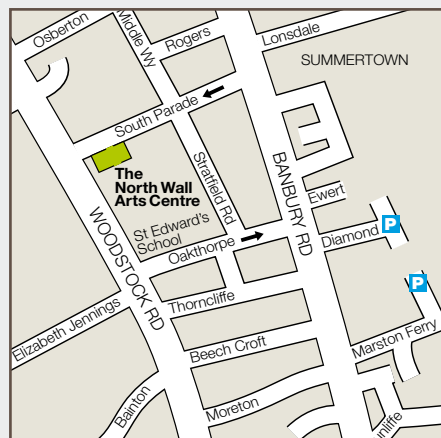 Osberton
Middle Wy
Rogers
Lonsdale
SUMMERTOWN
South Parade
The
North Wall
Arts Centre
Stratfield Rd
BANBURY RD
St Edward's
School
Ewert
WOODSTOCK RD
Oakthorpe
Diamond
P
P
Elizabeth Jennings
Thorncliffe
Marston Ferry
Beech Croft
Bainton
Moreton